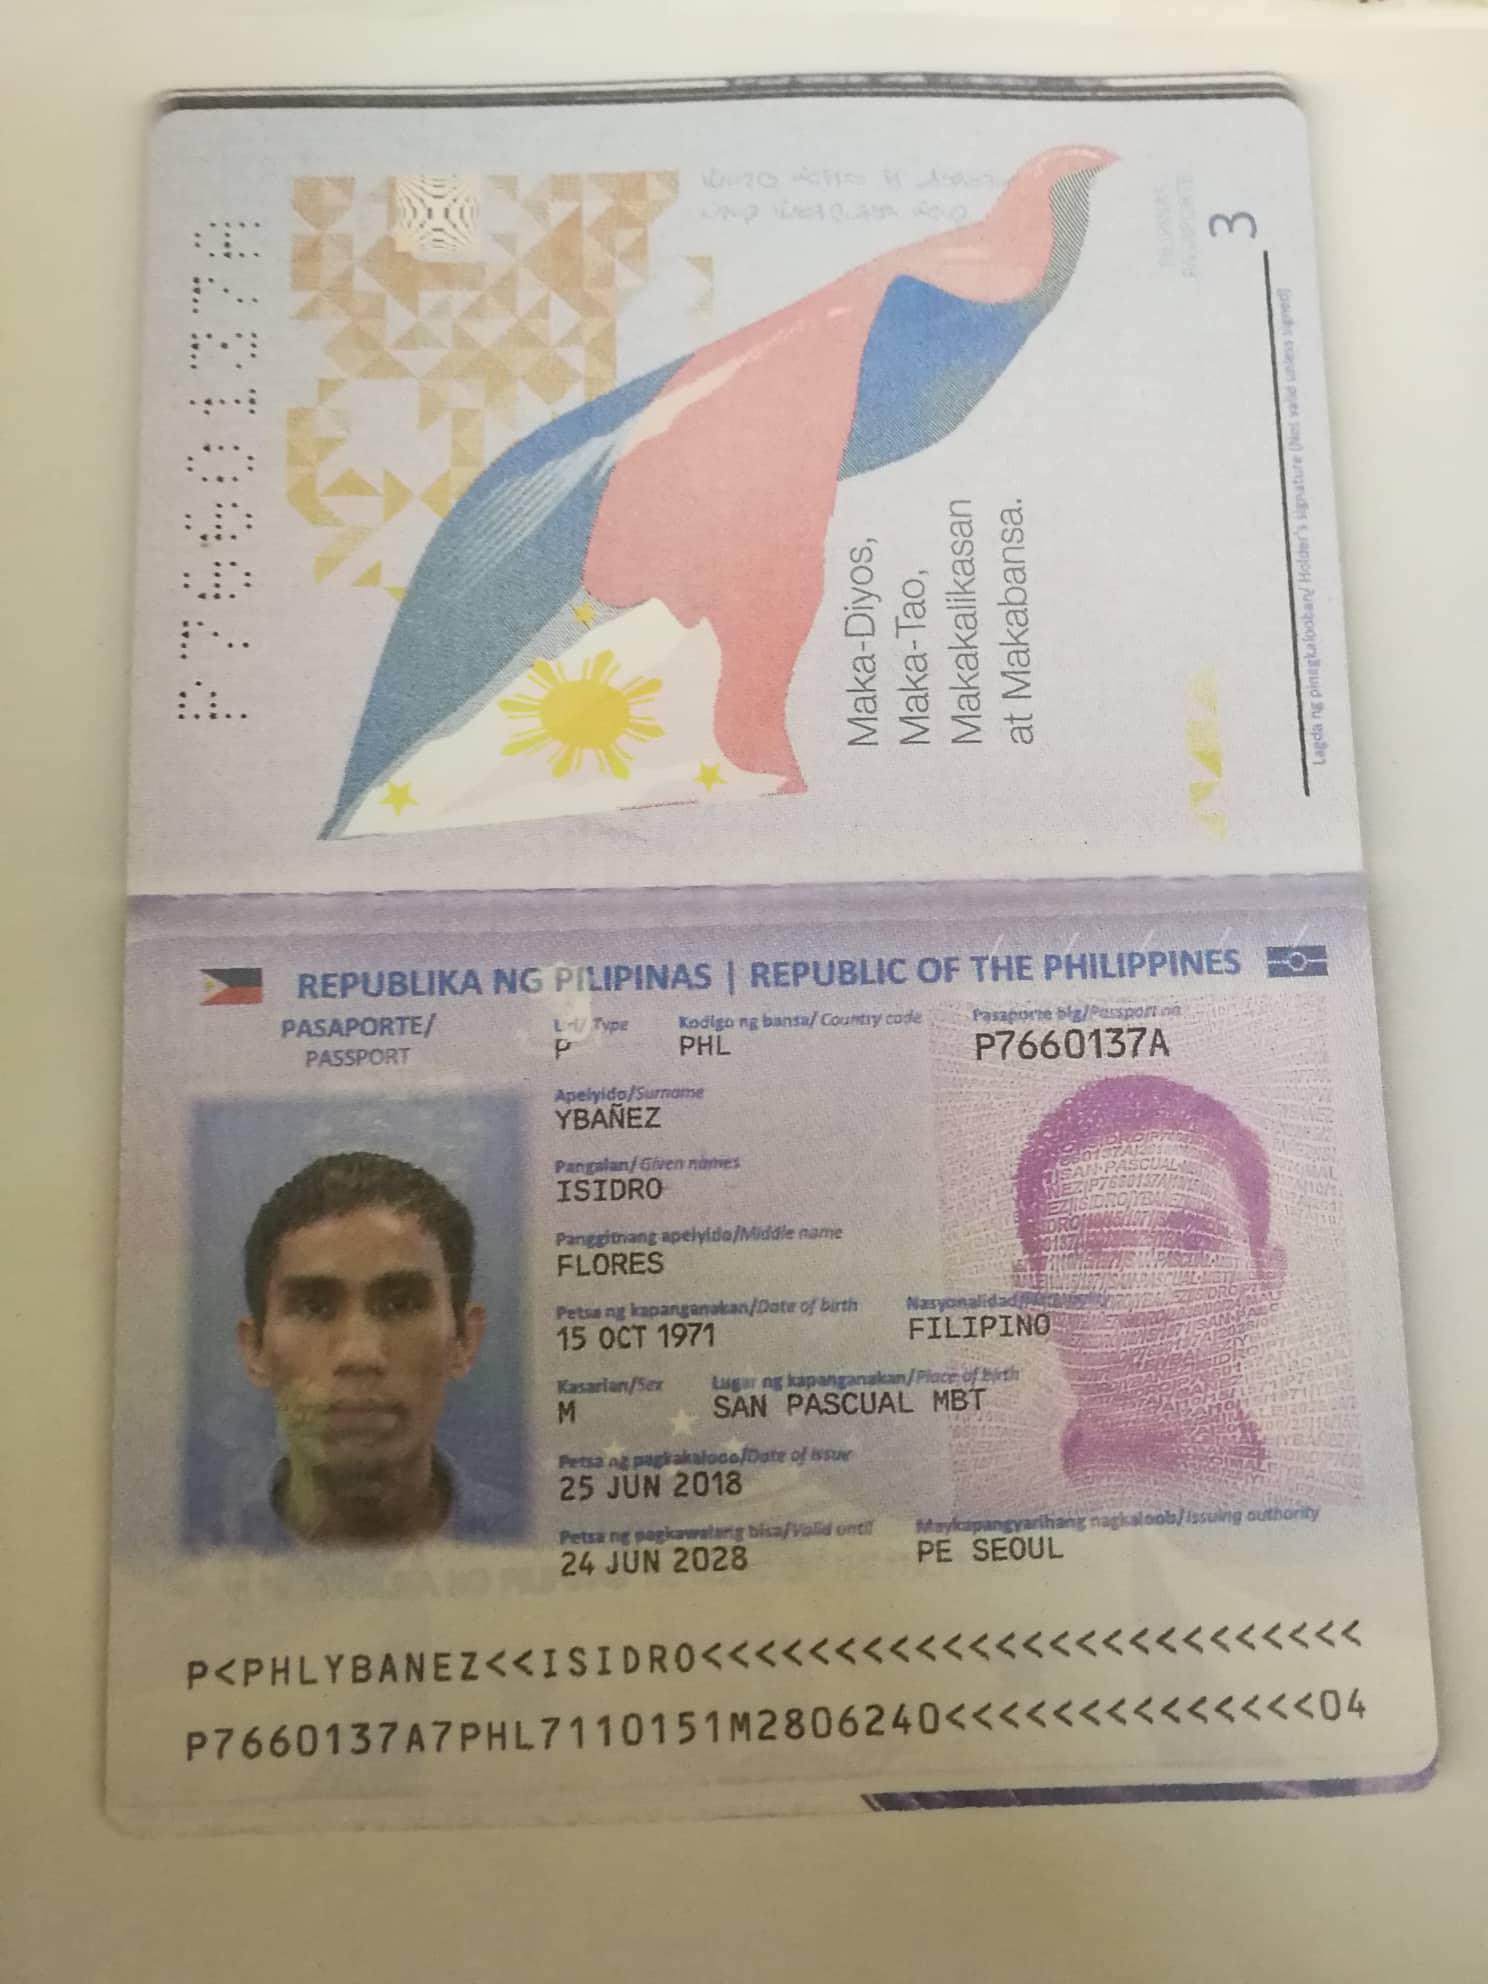 P7660137A
3
Maka-Diyos,
Maka-Tao,
Makakalikasan
at Makabansa.
Lagda ng pinagkalooban/ Holder's signature (Not valid unless signed)
REPUBLIKA NG PILIPINAS | REPUBLIC OF THE PHILIPPINES
PASAPORTE/
PASSPORT
Uri/ Type
Kodigo ng bansa/ Country code
Pasaporte blg/Passport no
P
PHL
P7660137A
Apelyido/Surname
YBAÑEZ
Pangalan/ Given names
ISIDRO
Panggitnang apelyido/Middle name
FLORES
Petsa ng kapanganakan/Date of birth
Nasyonalidad/
15 OCT 1971
FILIPINO
Kasarian/Sex
Lugar ng kapanganakan/Place of birth
M
SAN PASCUAL MBT
Petsa ng pagkakaloob/Date of issue
25 JUN 2018
Petsa ng pagkawalang bisa/Valid until
Maykapangyarihang nagkaloob/ Issuing authority
24 JUN 2028
PE SEOUL
P<PHLYBANEZ<<ISIDRO<<<<<<<<<<<<<<<<<<<<<<<<<
P7660137A7PHL7110151M2806240<<<<<<<<<<<<<<04